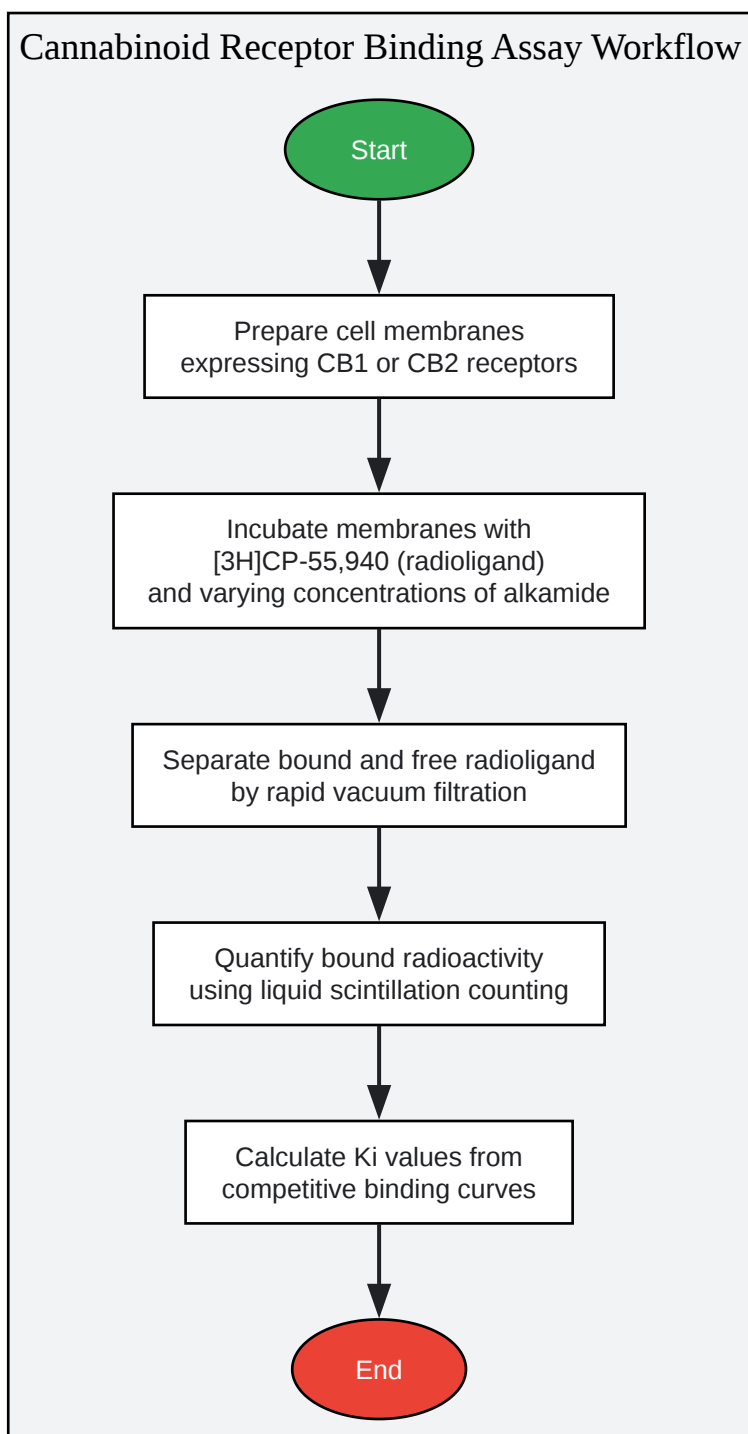 Cannabinoid Receptor Binding Assay Workflow
Start
Prepare cell membranes
expressing CB1 or CB2 receptors
Incubate membranes with
[3H]CP-55,940 (radioligand)
and varying concentrations of alkamide
Separate bound and free radioligand
by rapid vacuum filtration
Quantify bound radioactivity
using liquid scintillation counting
Calculate Ki values from
competitive binding curves
End